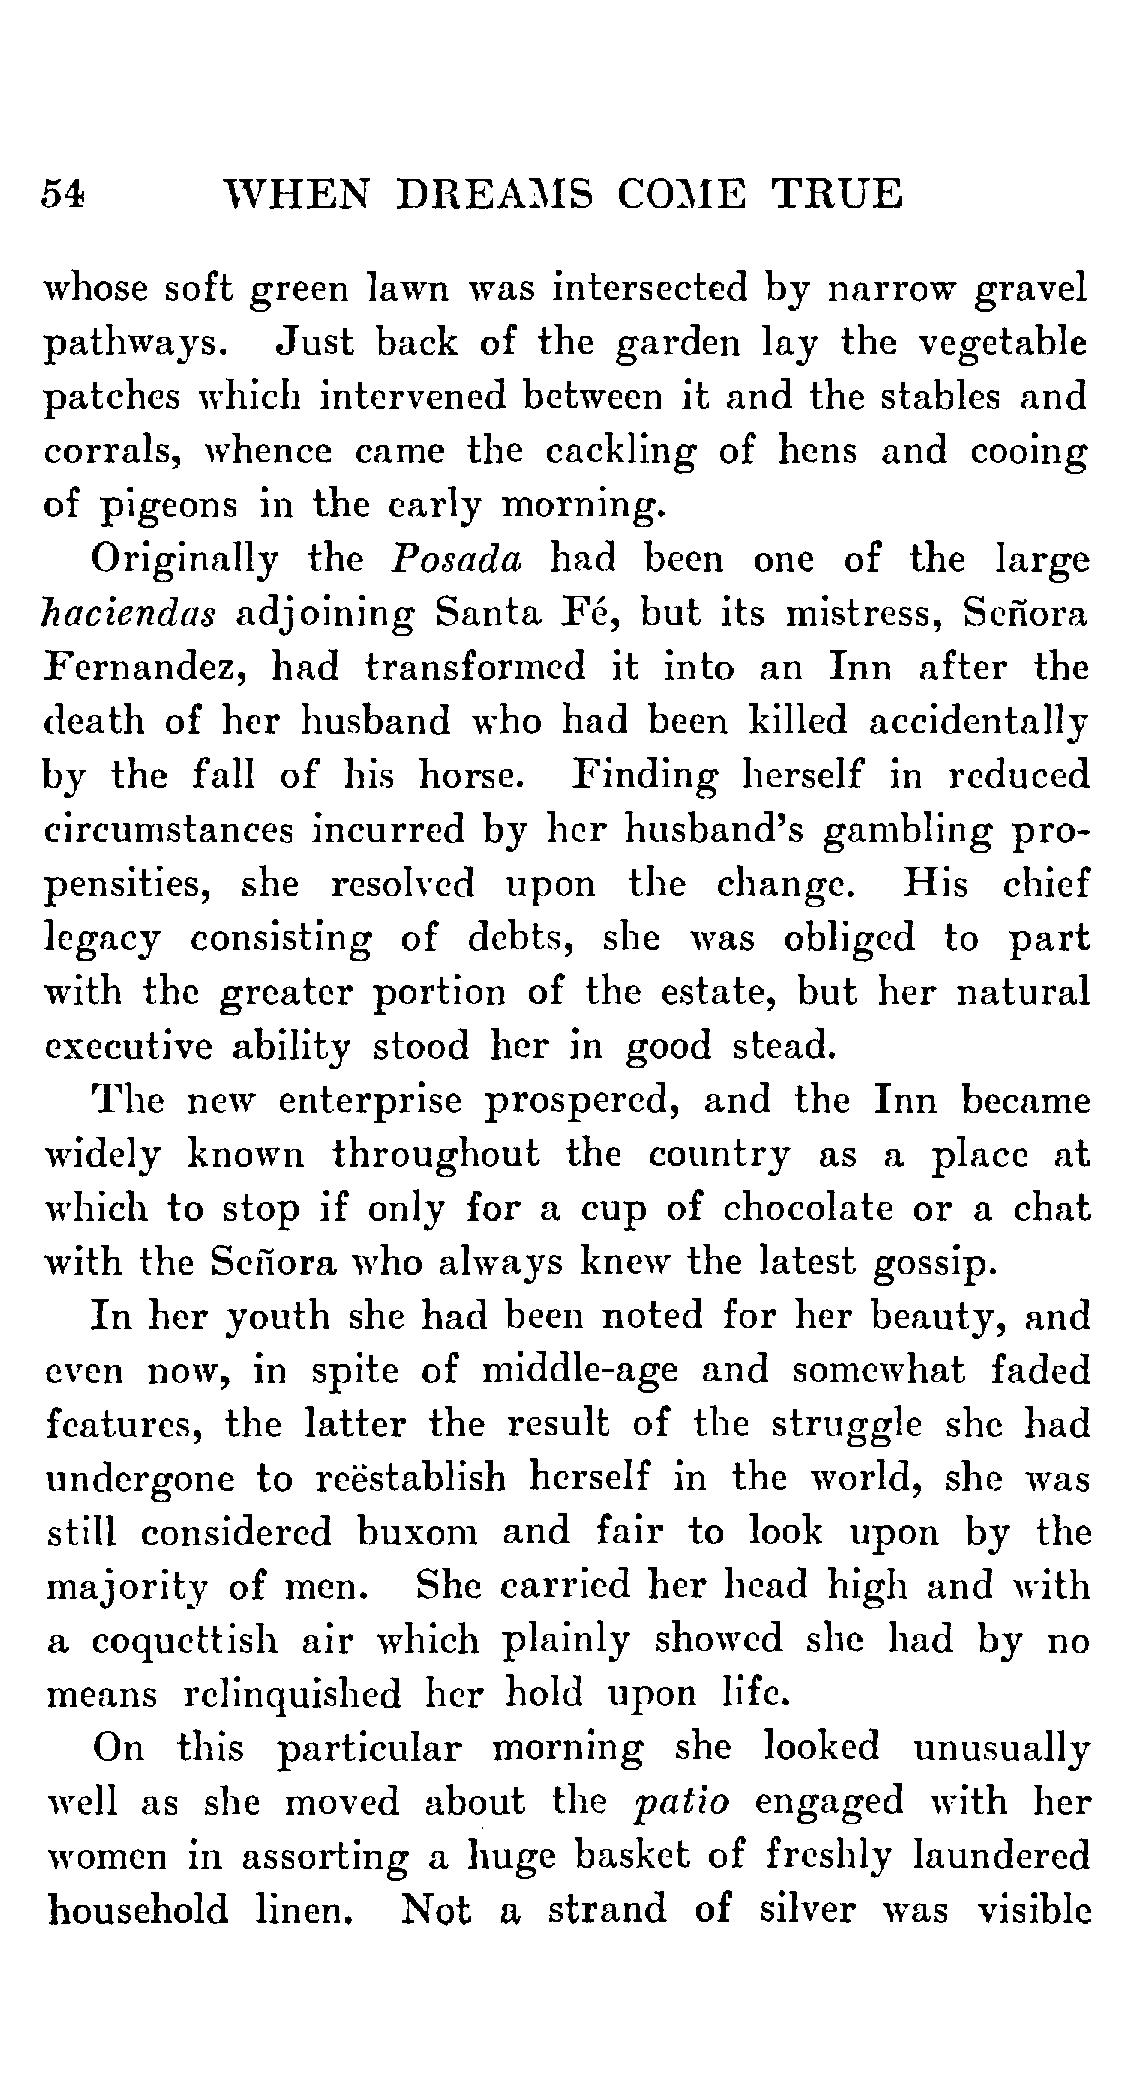 54 WHEN DREAMS COME TRUE
whose soft green lawn was intersected by narrow gravel
pathways. Just back of the garden lay the vegetable
patches which intervened between it and the stables and
corrals, whence came the cackling of hens and cooing
of pigeons in the early morning.
Originally the Posada had been one of the large
haciendas adjoining Santa Fé, but its mistress, Señora
Fernandez, had transformed it into an Inn after the
death of her husband who had been killed accidentally
by the fall of his horse. Finding herself in reduced
circumstances incurred by her husband's gambling pro-
pensities, she resolved upon the change. His chief
legacy consisting of debts, she was obliged to part
with the greater portion of the estate, but her natural
executive ability stood her in good stead.
The new enterprise prospered, and the Inn became
widely known throughout the country as a place at
which to stop if only for a cup of chocolate or a chat
with the Señora who always knew the latest gossip.
In her youth she had been noted for her beauty, and
even now, in spite of middle-age and somewhat faded
features, the latter the result of the struggle she had
undergone to reëstablish herself in the world, she was
still considered buxom and fair to look upon by the
majority of men. She carried her head high and with
a coquettish air which plainly showed she had by no
means relinquished her hold upon life.
On this particular morning she looked unusually
well as she moved about the patio engaged with her
women in assorting a huge basket of freshly laundered
household linen. Not a strand of silver was visible